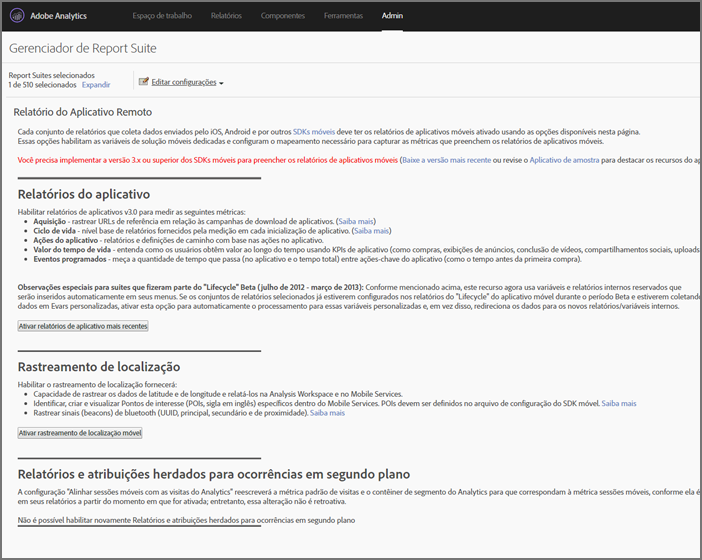 Adobe Analytics Espaço de trabalho Relatórios Componentes Ferramentas Admin
Gerenciador de Report Suite
Report Suites selecionados
1 de 510 selecionados Expandir
Editar configurações
Relatório do Aplicativo Remoto
Cada conjunto de relatórios que coleta dados enviados pelo iOS, Android e por outros SDKs móveis deve ter os relatórios de aplicativos móveis ativado usando as opções disponíveis nesta página.
Essas opções habilitam as variáveis de solução móveis dedicadas e configuram o mapeamento necessário para capturar as métricas que preenchem os relatórios de aplicativos móveis.
Você precisa implementar a versão 3.x ou superior dos SDKs móveis para preencher os relatórios de aplicativos móveis (Baixe a versão mais recente ou revise o Aplicativo de amostra para destacar os recursos do ap
Relatórios do aplicativo
Habilitar relatórios de aplicativos v3.0 para medir as seguintes métricas:
• Aquisição - rastrear URLs de referência em relação às campanhas de download de aplicativos. (Saiba mais)
• Ciclo de vida - nível base de relatórios fornecidos pela medição em cada inicialização de aplicativo. (Saiba mais)
• Ações do aplicativo - relatórios e definições de caminho com base nas ações no aplicativo.
• Valor do tempo de vida - entenda como os usuários obtêm valor ao longo do tempo usando KPIs de aplicativo (como compras, exibições de anúncios, conclusão de vídeos, compartilhamentos sociais, uploads
• Eventos programados - meça a quantidade de tempo que passa (no aplicativo e o tempo total) entre ações-chave do aplicativo (como o tempo antes da primeira compra).
Observações especiais para suites que fizeram parte do "Lifecycle" Beta (julho de 2012 - março de 2013): Conforme mencionado acima, este recurso agora usa variáveis e relatórios internos reservados que
serão inseridos automaticamente em seus menus. Se os conjuntos de relatórios selecionados já estiverem configurados nos relatórios do "Lifecycle" do aplicativo móvel durante o período Beta e estiverem coletando
dados em Evars personalizadas, ativar esta opção para automaticamente o processamento para essas variáveis personalizadas e, em vez disso, redireciona os dados para os novos relatórios/variáveis internos.
Ativar relatórios de aplicativo mais recentes
Rastreamento de localização
Habilitar o rastreamento de localização fornecerá:
• Capacidade de rastrear os dados de latitude e de longitude e relatá-los na Analysis Workspace e no Mobile Services.
• Identificar, criar e visualizar Pontos de interesse (POIs, sigla em inglês) específicos dentro do Mobile Services. POIs devem ser definidos no arquivo de configuração do SDK móvel. Saiba mais
• Rastrear sinais (beacons) de bluetooth (UUID, principal, secundário e de proximidade). Saiba mais
Ativar rastreamento de localização móvel
Relatórios e atribuições herdados para ocorrências em segundo plano
A configuração "Alinhar sessões móveis com as visitas do Analytics" reescreverá a métrica padrão de visitas e o contêiner de segmento do Analytics para que correspondam à métrica sessões móveis, conforme ela é
em seus relatórios a partir do momento em que for ativada; entretanto, essa alteração não é retroativa.
Não é possível habilitar novamente Relatórios e atribuições herdados para ocorrências em segundo plano